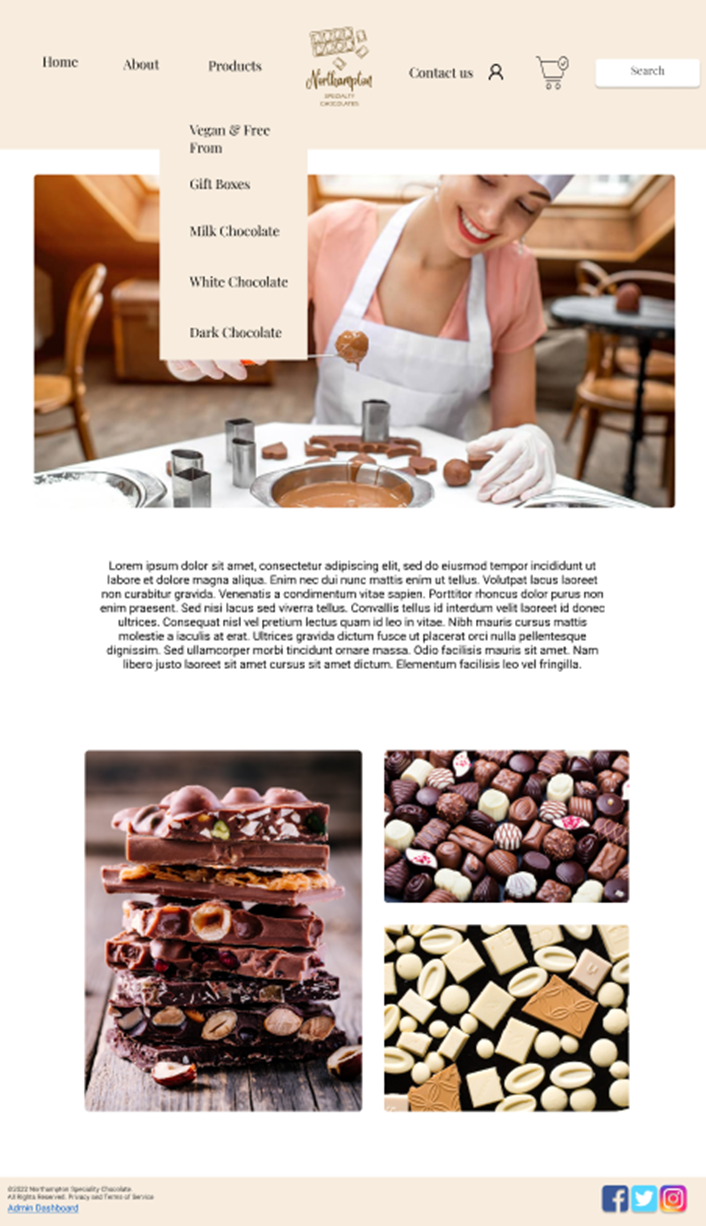 Home
About
Products
Northampton
SPECIALTY
CHOCOLATES
Contact us
Search
Vegan & Free
From
Gift Boxes
Milk Chocolate
White Chocolate
Dark Chocolate
Lorem ipsum dolor sit amet, consectetur adipiscing elit, sed do eiusmod tempor incididunt ut
labore et dolore magna aliqua. Enim nec dui nunc mattis enim ut tellus. Volutpat lacus laoreet
non curabitur gravida. Venenatis a condimentum vitae sapien. Porttitor rhoncus dolor purus non
enim praesent. Sed nisi lacus sed viverra tellus. Convallis tellus id interdum velit laoreet id donec
ultrices. Consequat nisl vel pretium lectus quam id leo in vitae. Nibh mauris cursus mattis
molestie a iaculis at erat. Ultrices gravida dictum fusce ut placerat orci nulla pellentesque
dignissim. Sed ullamcorper morbi tincidunt ornare massa. Odio facilisis mauris sit amet. Nam
libero justo laoreet sit amet cursus sit amet dictum. Elementum facilisis leo vel fringilla.
©2022 Northampton Speciality Chocolate.
All Rights Reserved. Privacy and Terms of Service
Admin Dashboard